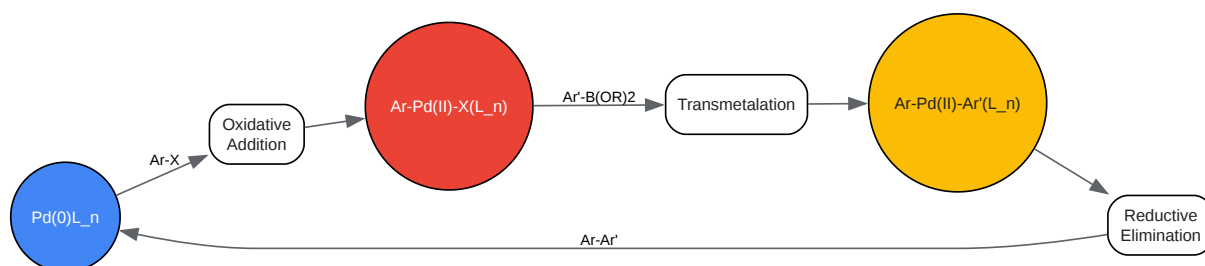 Pd(0)L_n
Ar-X
Oxidative
Addition
Ar-Pd(II)-X(L_n)
Ar'-B(OR)2
Transmetalation
Ar-Pd(II)-Ar'(L_n)
Reductive
Elimination
Ar-Ar'